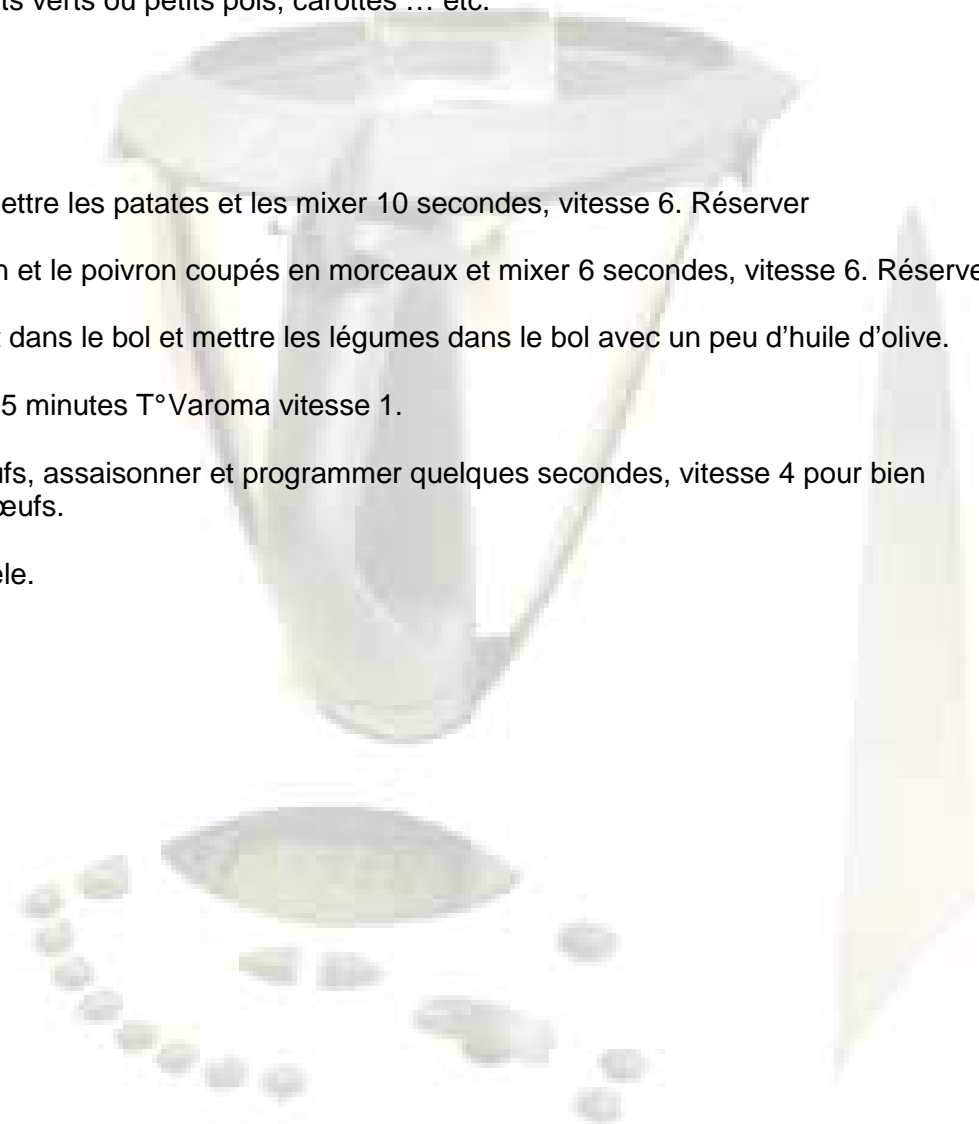 ts verts ou petits pois, carottes … etc.
ettre les patates et les mixer 10 secondes, vitesse 6. Réserver
n et le poivron coupés en morceaux et mixer 6 secondes, vitesse 6. Réserve
t dans le bol et mettre les légumes dans le bol avec un peu d’huile d’olive.
5 minutes T°Varoma vitesse 1.
ufs, assaisonner et programmer quelques secondes, vitesse 4 pour bien
œufs.
êle.